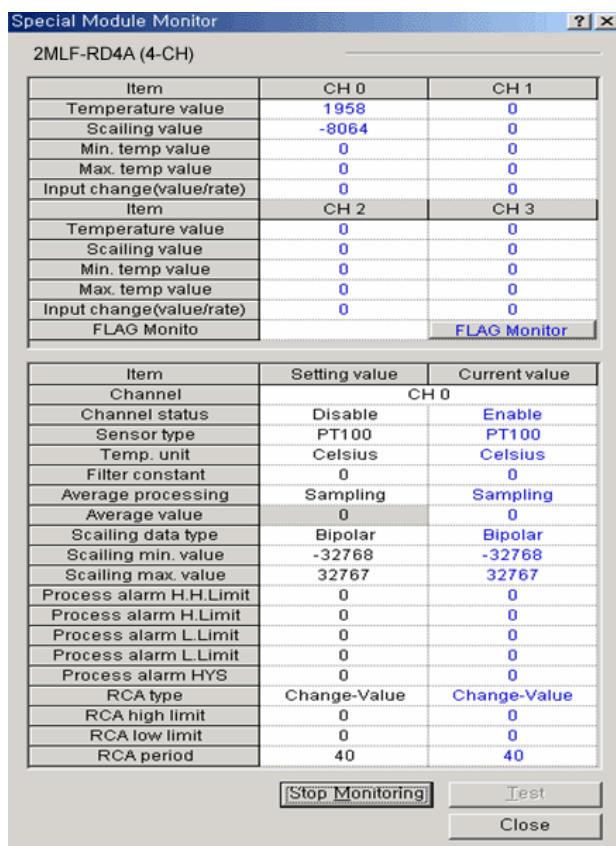 Special Module Monitor ? ×
2MLF-RD4A (4-CH)
Item CH 0 CH 1
Temperature value 1958 0
Scailing value -8064 0
Min. temp value 0 0
Max. temp value 0 0
Input change(value/rate) 0 0
Item CH 2 CH 3
Temperature value 0 0
Scailing value 0 0
Min. temp value 0 0
Max. temp value 0 0
Input change(value/rate) 0 0
FLAG Monito FLAG Monitor
Item Setting value Current value
Channel CH 0
Channel status Disable Enable
Sensor type PT100 PT100
Temp. unit Celsius Celsius
Filter constant 0 0
Average processing Sampling Sampling
Average value 0 0
Scailing data type Bipolar Bipolar
Scailing min. value -32768 -32768
Scailing max. value 32767 32767
Process alarm H.H.Limit 0 0
Process alarm H.Limit 0 0
Process alarm L.Limit 0 0
Process alarm L.Limit 0 0
Process alarm HYS 0 0
RCA type Change-Value Change-Value
RCA high limit 0 0
RCA low limit 0 0
RCA period 40 40
Stop Monitoring Test
Close